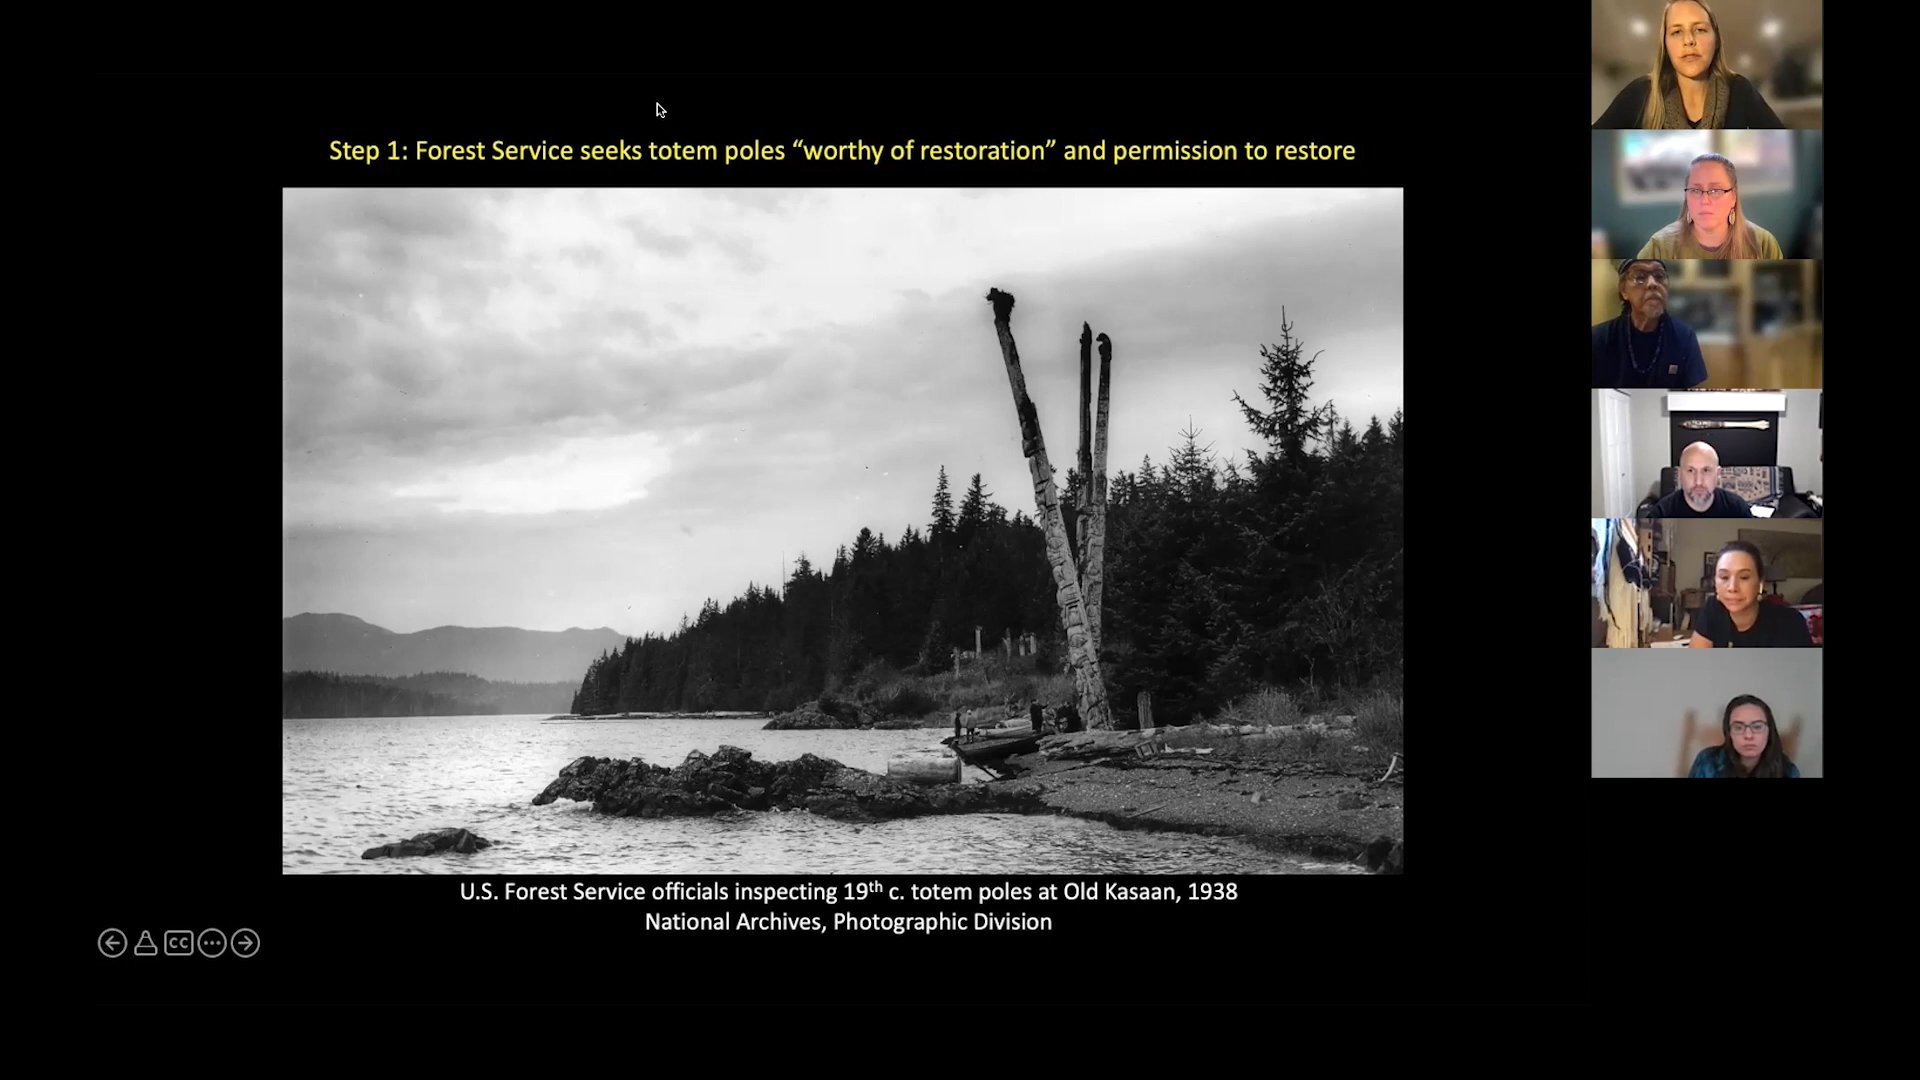 Step 1: Forest Service seeks totem poles “worthy of restoration” and permission to restore
U.S. Forest Service officials inspecting 19th c. totem poles at Old Kasaan, 1938
National Archives, Photographic Division
CC